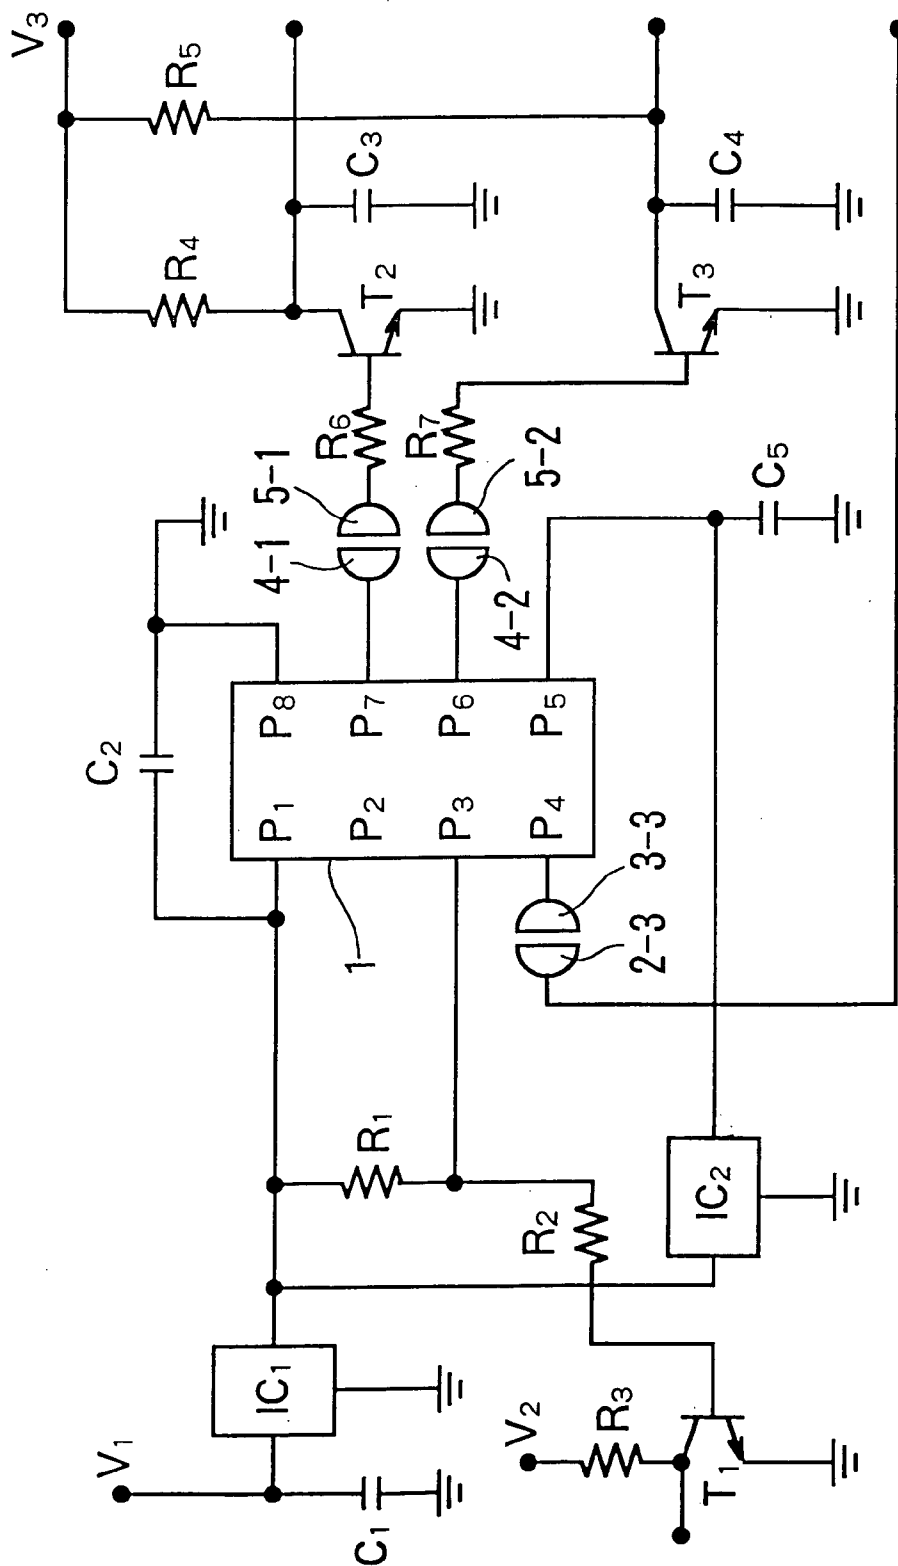 V1
C1
IC1
V2
R3
T1
R2
R1
IC2
1
C2
P1
P2
P3
P4
P8
P7
P6
P5
2-3
3-3
4-1
5-1
4-2
5-2
R6
R7
C5
T2
T3
R4
C3
C4
R5
V3